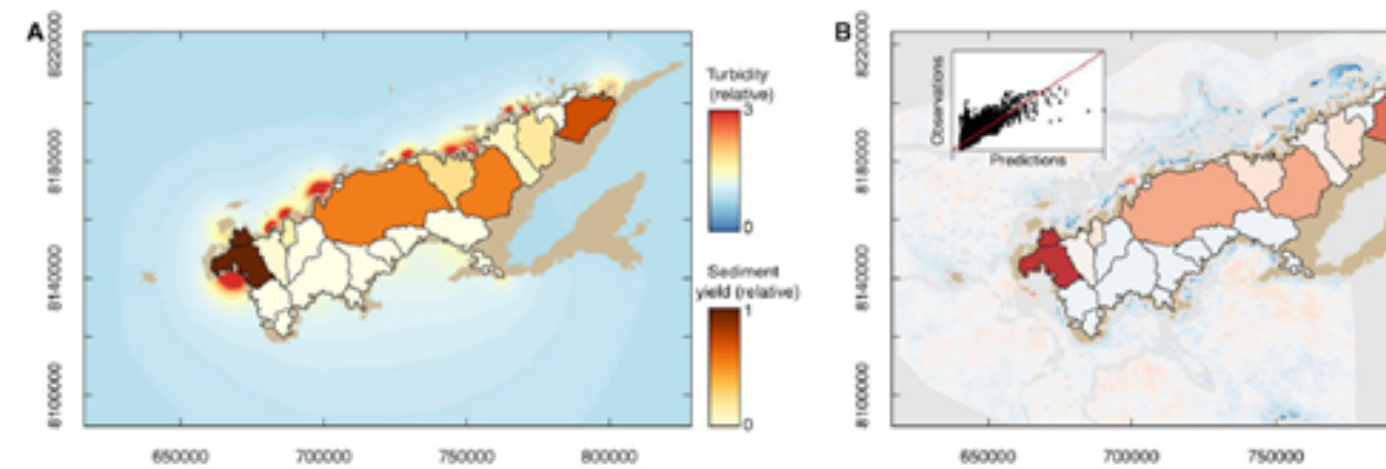 A
8220000
8180000
8140000
8100000
650000
700000
750000
800000
Turbidity
(relative)
3
0
Sediment
yield (relative)
1
0
B
8220000
8180000
8140000
8100000
Observations
Predictions
650000
700000
750000